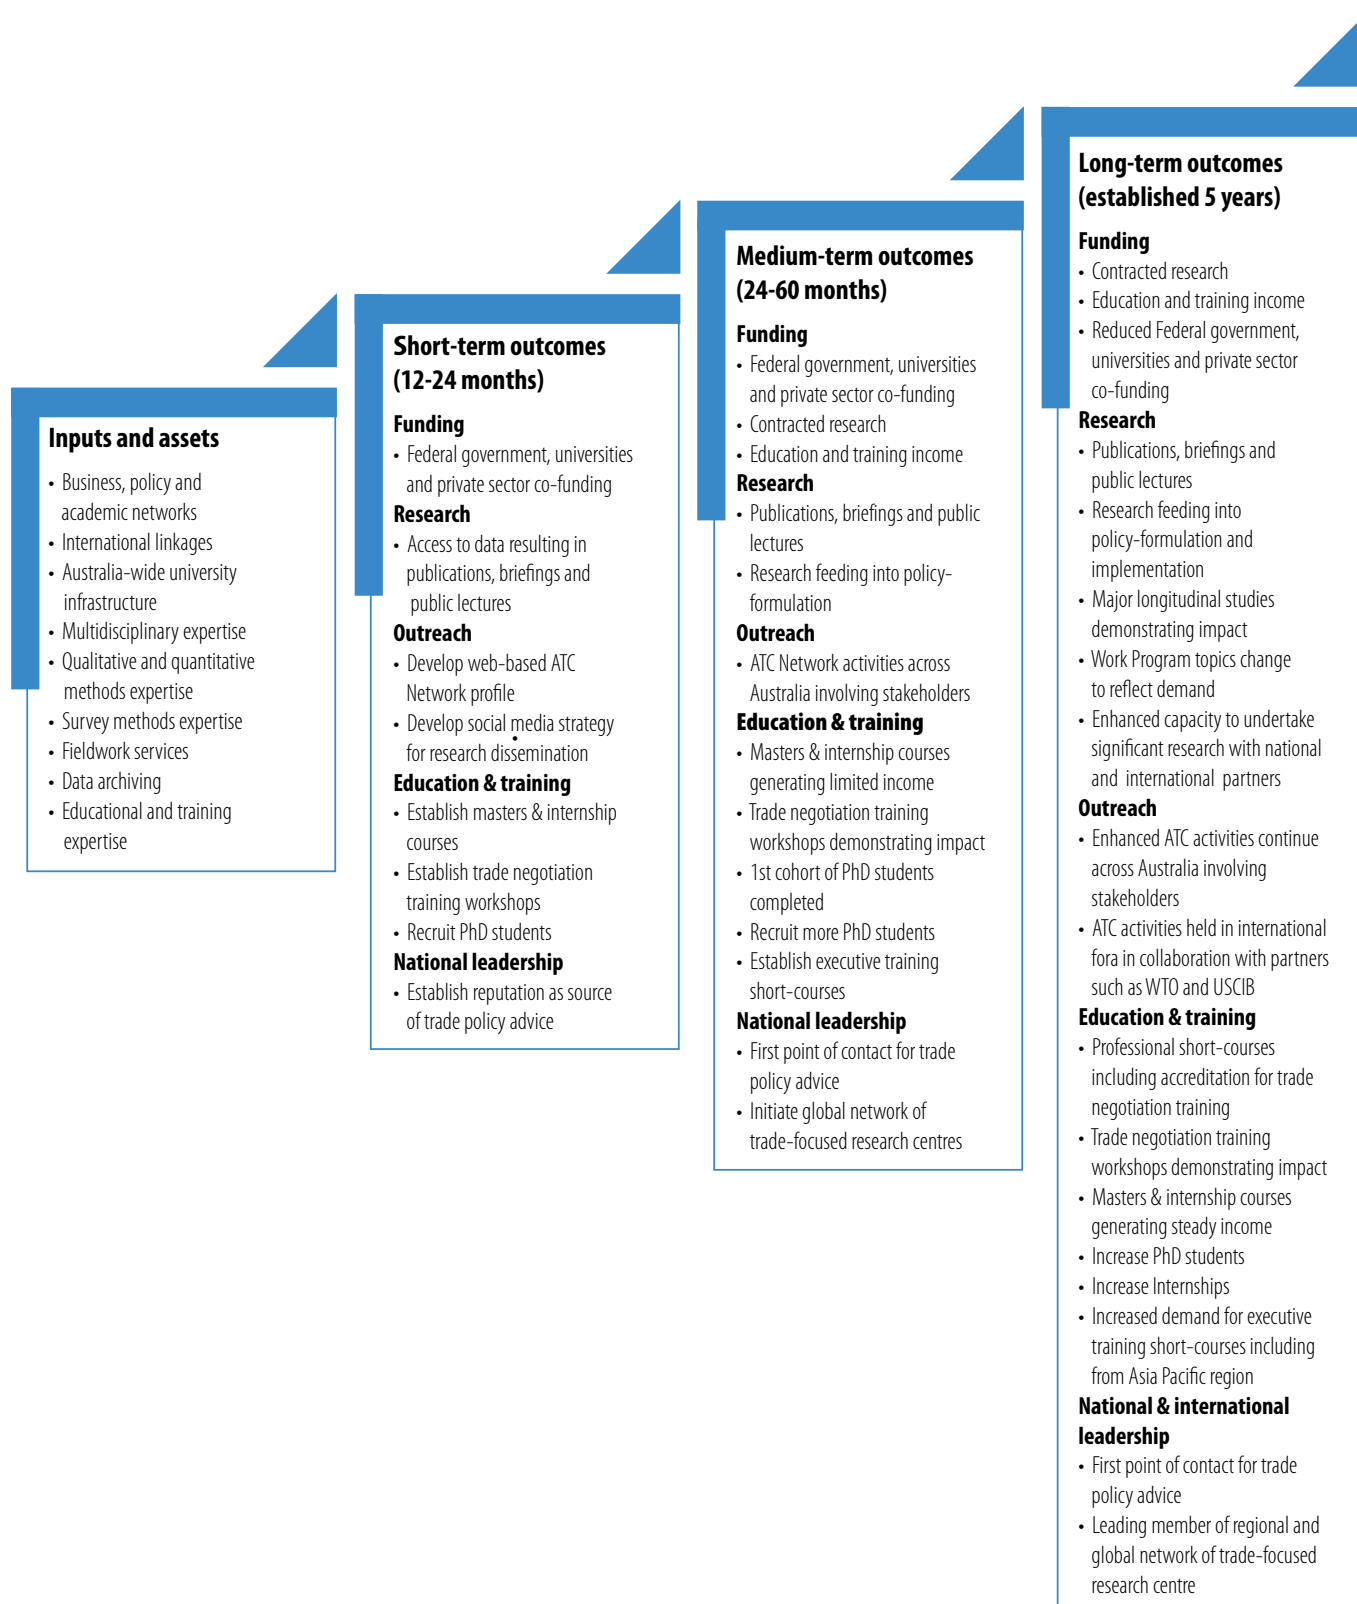 Inputs and assets
• Business, policy and
academic networks
• International linkages
• Australia-wide university
infrastructure
• Multidisciplinary expertise
• Qualitative and quantitative
methods expertise
• Survey methods expertise
• Fieldwork services
• Data archiving
• Educational and training
expertise
Short-term outcomes
(12-24 months)
Funding
• Federal government, universities
and private sector co-funding
Research
• Access to data resulting in
publications, briefings and
public lectures
Outreach
• Develop web-based ATC
Network profile
• Develop social media strategy
for research dissemination
Education & training
• Establish masters & internship
courses
• Establish trade negotiation
training workshops
• Recruit PhD students
National leadership
• Establish reputation as source
of trade policy advice
Medium-term outcomes
(24-60 months)
Funding
• Federal government, universities
and private sector co-funding
• Contracted research
• Education and training income
Research
• Publications, briefings and public
lectures
• Research feeding into policy-
formulation
Outreach
• ATC Network activities across
Australia involving stakeholders
Education & training
• Masters & internship courses
generating limited income
• Trade negotiation training
workshops demonstrating impact
• 1st cohort of PhD students
completed
• Recruit more PhD students
• Establish executive training
short-courses
National leadership
• First point of contact for trade
policy advice
• Initiate global network of
trade-focused research centres
Long-term outcomes
(established 5 years)
Funding
• Contracted research
• Education and training income
• Reduced Federal government,
universities and private sector
co-funding
Research
• Publications, briefings and
public lectures
• Research feeding into
policy-formulation and
implementation
• Major longitudinal studies
demonstrating impact
• Work Program topics change
to reflect demand
• Enhanced capacity to undertake
significant research with national
and international partners
Outreach
• Enhanced ATC activities continue
across Australia involving
stakeholders
• ATC activities held in international
fora in collaboration with partners
such as WTO and USCIB
Education & training
• Professional short-courses
including accreditation for trade
negotiation training
• Trade negotiation training
workshops demonstrating impact
• Masters & internship courses
generating steady income
• Increase PhD students
• Increase Internships
• Increased demand for executive
training short-courses including
from Asia Pacific region
National & international
leadership
• First point of contact for trade
policy advice
• Leading member of regional and
global network of trade-focused
research centre